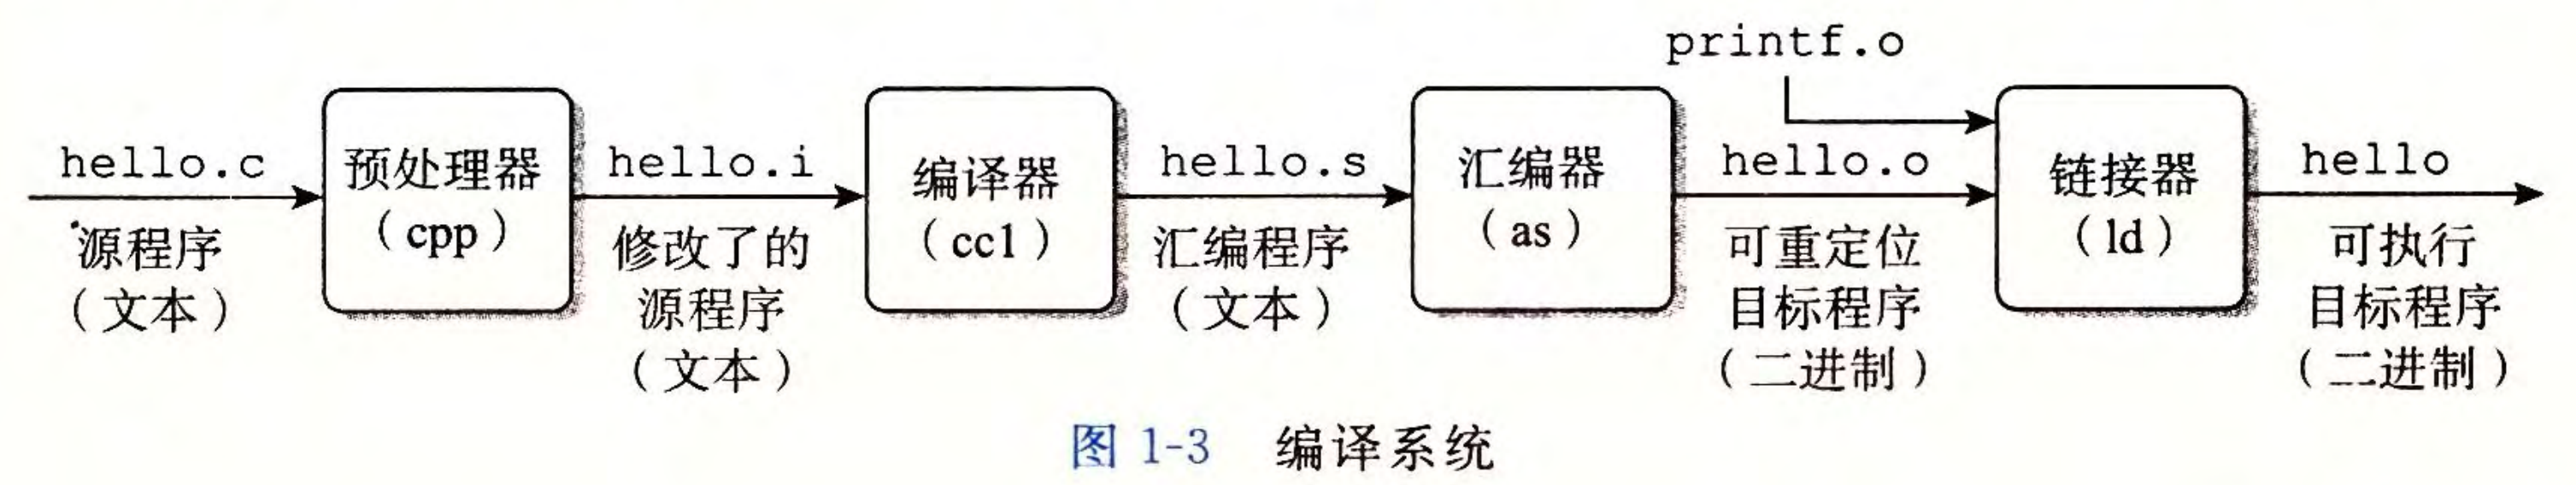 printf.o
hello.c
预处理器
(cpp)
hello.i
编译器
(cc1)
hello.s
汇编器
(as)
hello.o
链接器
(ld)
hello
源程序
(文本)
修改了的
源程序
(文本)
汇编程序
(文本)
可重定位
目标程序
(二进制)
可执行
目标程序
(二进制)
图 1-3 编译系统